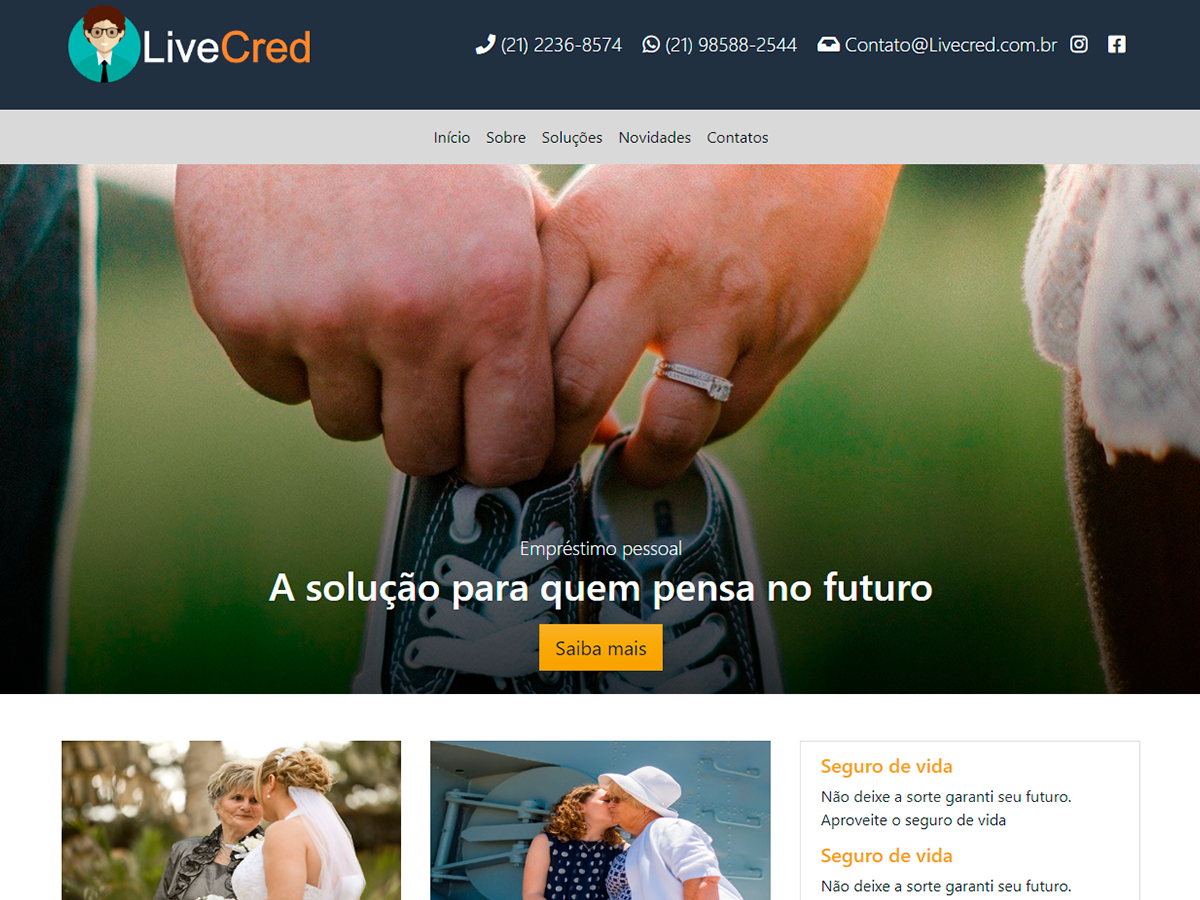 LiveCred
(21) 2236-8574 (21) 98588-2544 Contato@Livecred.com.br
Início Sobre Soluções Novidades Contatos
Empréstimo pessoal
A solução para quem pensa no futuro
Saiba mais
Seguro de vida
Não deixe a sorte garanti seu futuro.
Aproveite o seguro de vida
Seguro de vida
Não deixe a sorte garanti seu futuro.